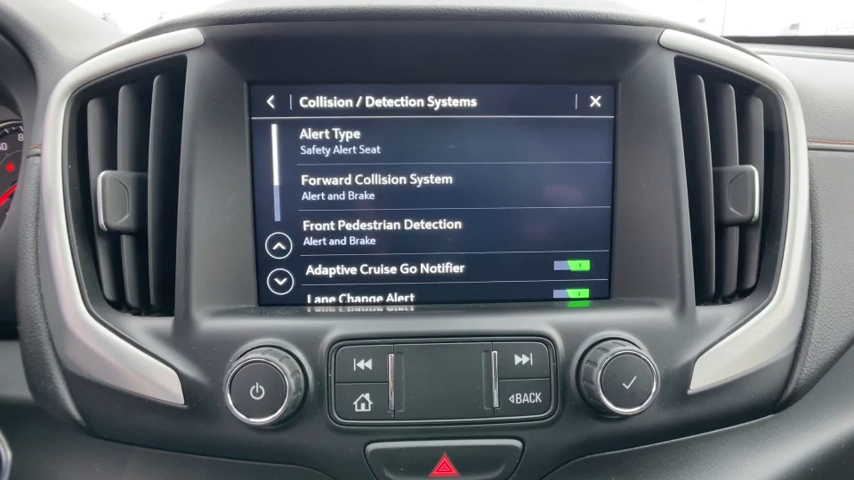 Collision / Detection Systems
Alert Type
Safety Alert Seat
Forward Collision System
Alert and Brake
Front Pedestrian Detection
Alert and Brake
Adaptive Cruise Go Notifier
Lane Change Alert
BACK